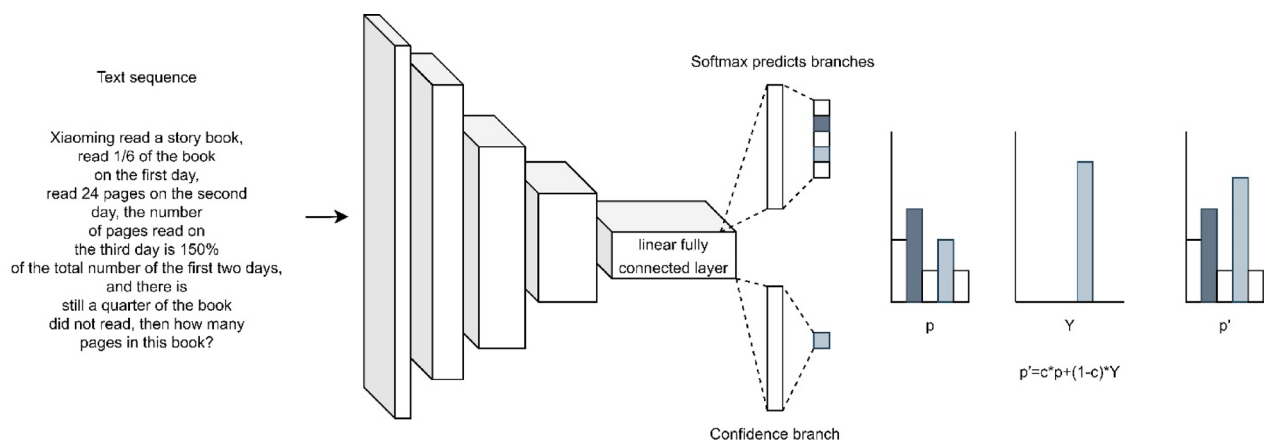 Text sequence
Xiaoming read a story book,
read 1/6 of the book
on the first day,
read 24 pages on the second
day, the number
of pages read on
the third day is 150%
of the total number of the first two days,
and there is
still a quarter of the book
did not read, then how many
pages in this book?
linear fully
connected layer
Softmax predicts branches
Confidence branch
p
Y
p'
p'=c*p+(1-c)*Y